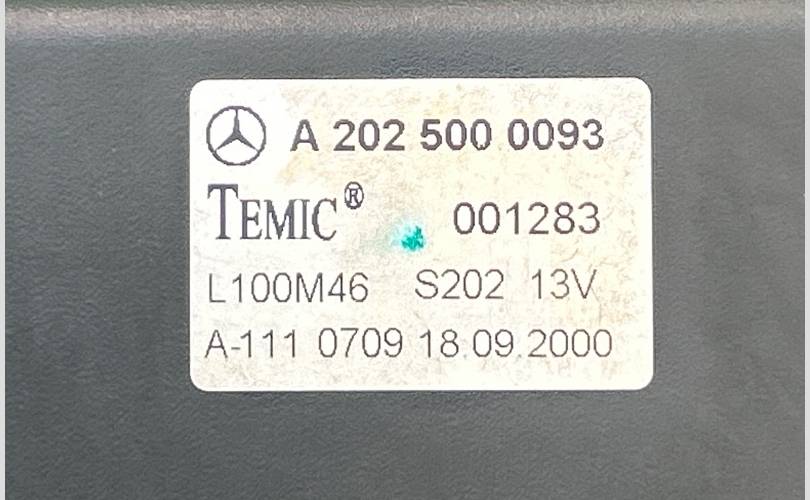 A 202 500 0093
TEMIC® 001283
L100M46 S202 13V
A-111 0709 18.09.2000